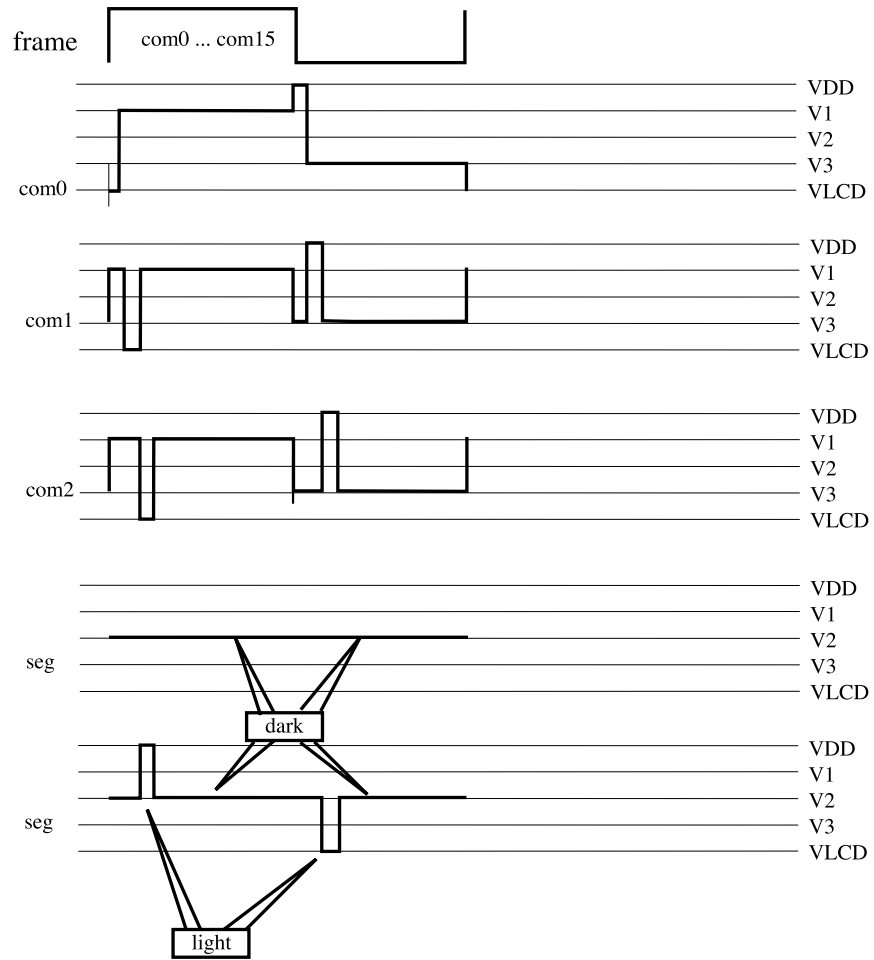 frame
com0 ... com15
VDD
V1
V2
V3
com0
VLCD
VDD
V1
V2
com1
V3
VLCD
VDD
V1
V2
com2
V3
VLCD
VDD
V1
V2
seg
V3
VLCD
dark
VDD
V1
V2
seg
V3
VLCD
light